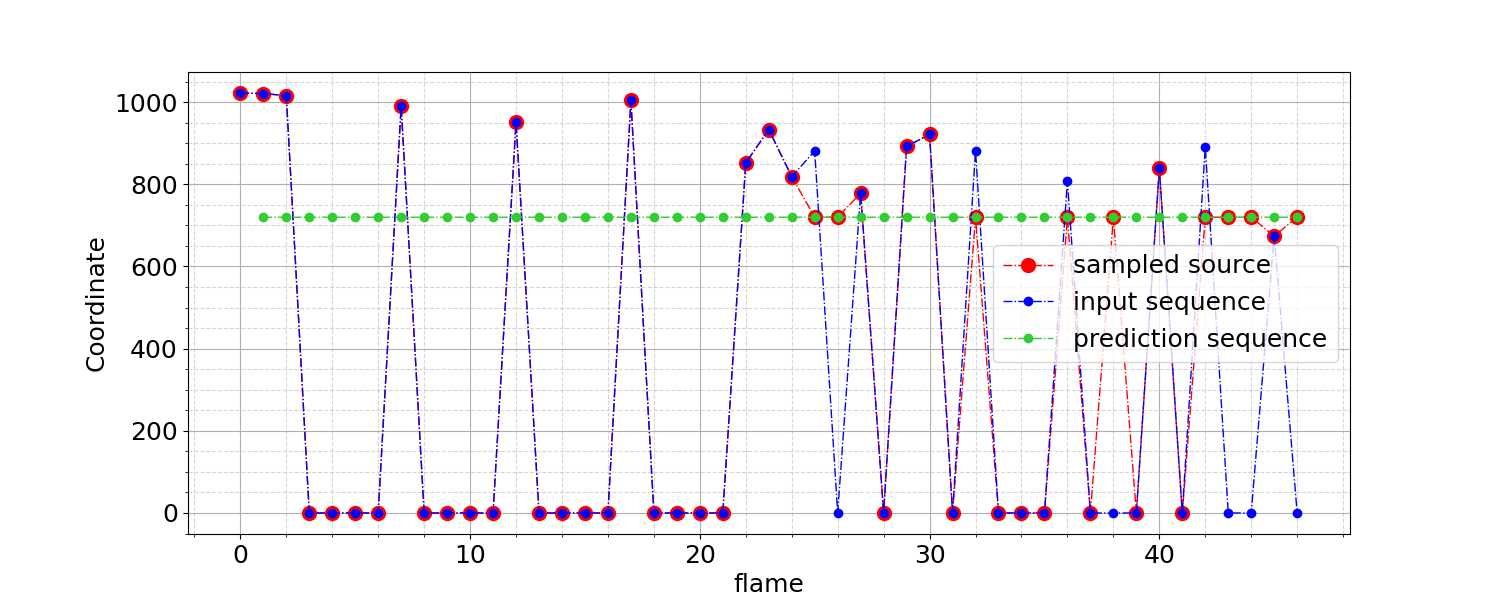 1000
800
600
400
200
0
Coordinate
sampled source
input sequence
prediction sequence
0 10 20 30 40
flame